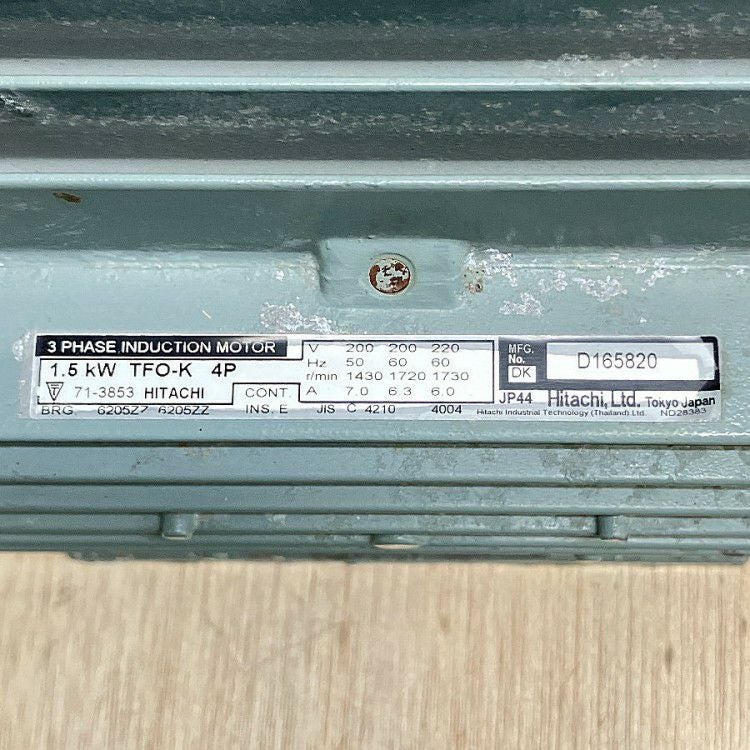 3 PHASE INDUCTION MOTOR
1.5 kW TFO-K 4P
71-3853 HITACHI
CONT.
BRG 6205Z7 6205ZZ INS. E
V 200 200 220
Hz 50 60 60
r/min 1430 1720 1730
A 7.0 6.3 6.0
JIS C 4210 4004
MFG. No. DK D165820
JP44 Hitachi, Ltd. Tokyo Japan
Hitachi Industrial Technology (Thailand) Ltd. ND28383